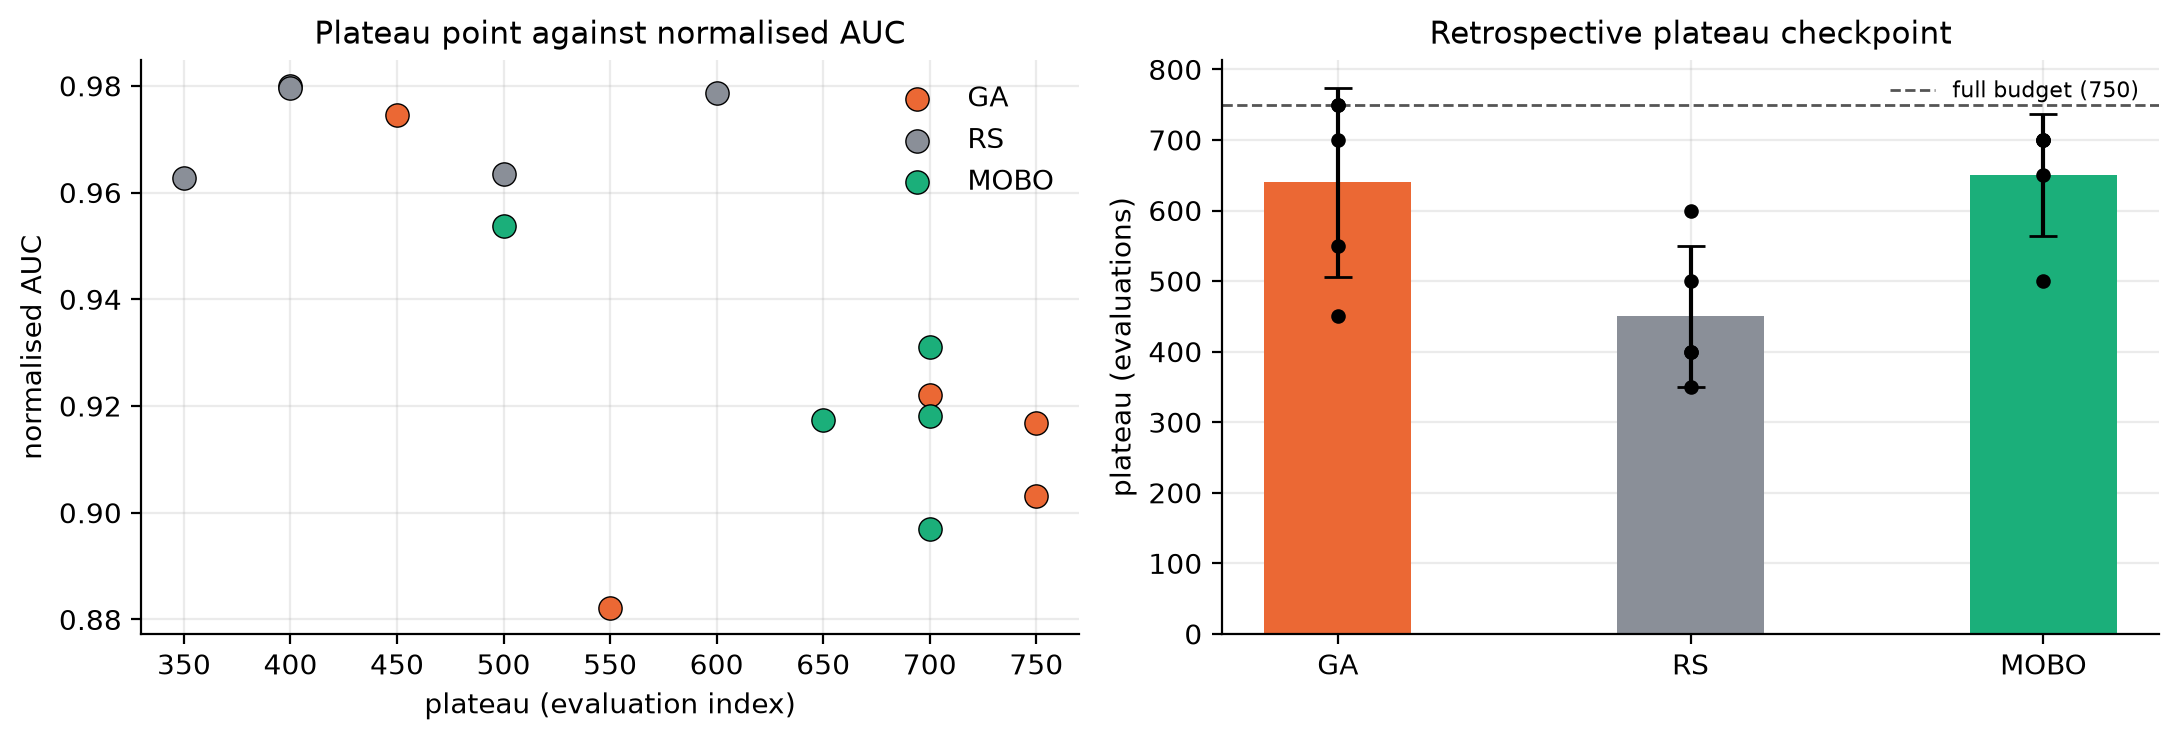 Plateau point against normalised AUC
normalised AUC
0.98
0.96
0.94
0.92
0.90
0.88
GA
RS
MOBO
350 400 450 500 550 600 650 700 750
plateau (evaluation index)
Retrospective plateau checkpoint
plateau (evaluations)
800
700
600
500
400
300
200
100
0
full budget (750)
GA RS MOBO